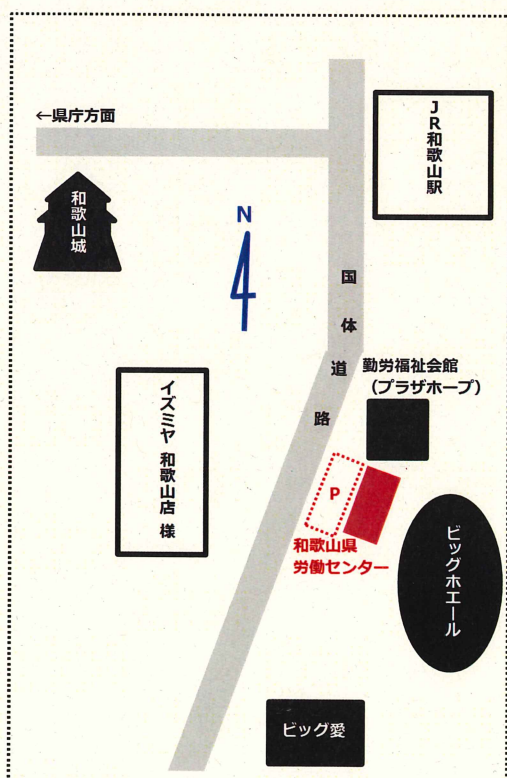 ←県庁方面
JR和歌山駅
和歌山城
N
国体道路
勤労福祉会館
(プラザホープ)
イズミヤ 和歌山店 様
P
和歌山県
労働センター
ビッグホエール
ビッグ愛